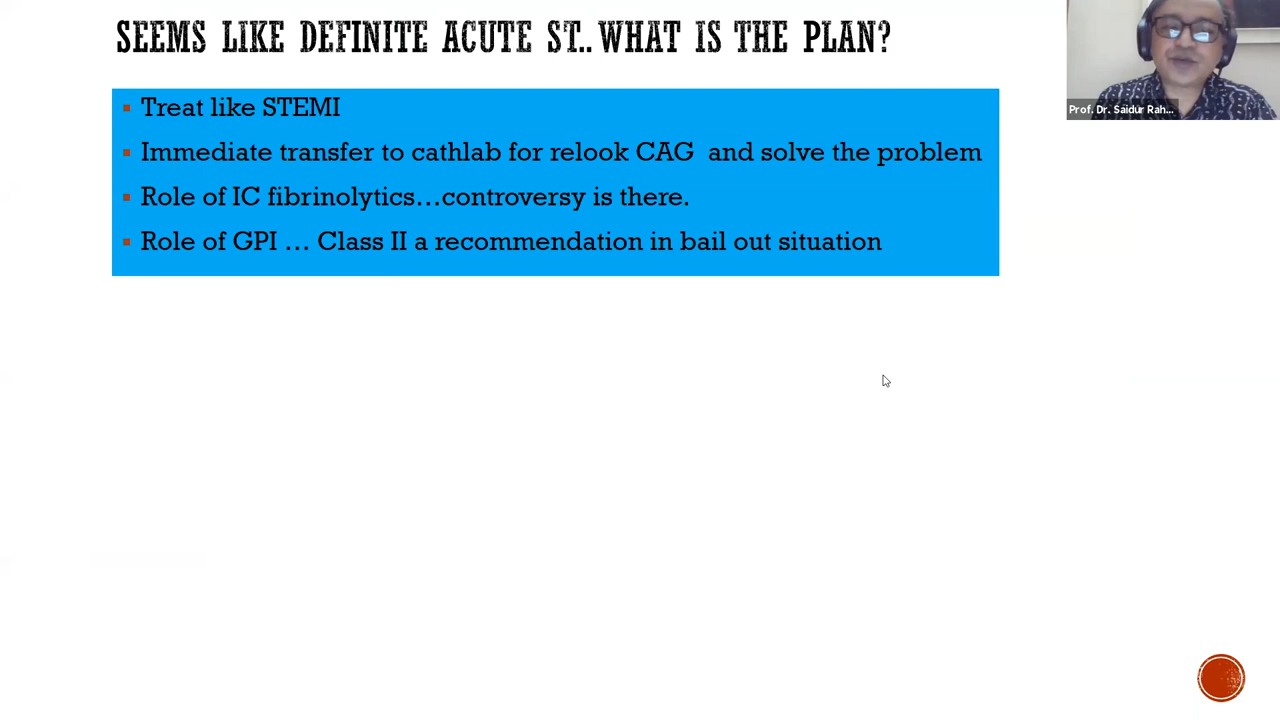 SEEMS LIKE DEFINITE ACUTE ST..WHAT IS THE PLAN?
Prof. Dr. Saidur Rah...
▪ Treat like STEMI
▪ Immediate transfer to cathlab for relook CAG and solve the problem
▪ Role of IC fibrinolytics…controversy is there.
▪ Role of GPI … Class II a recommendation in bail out situation